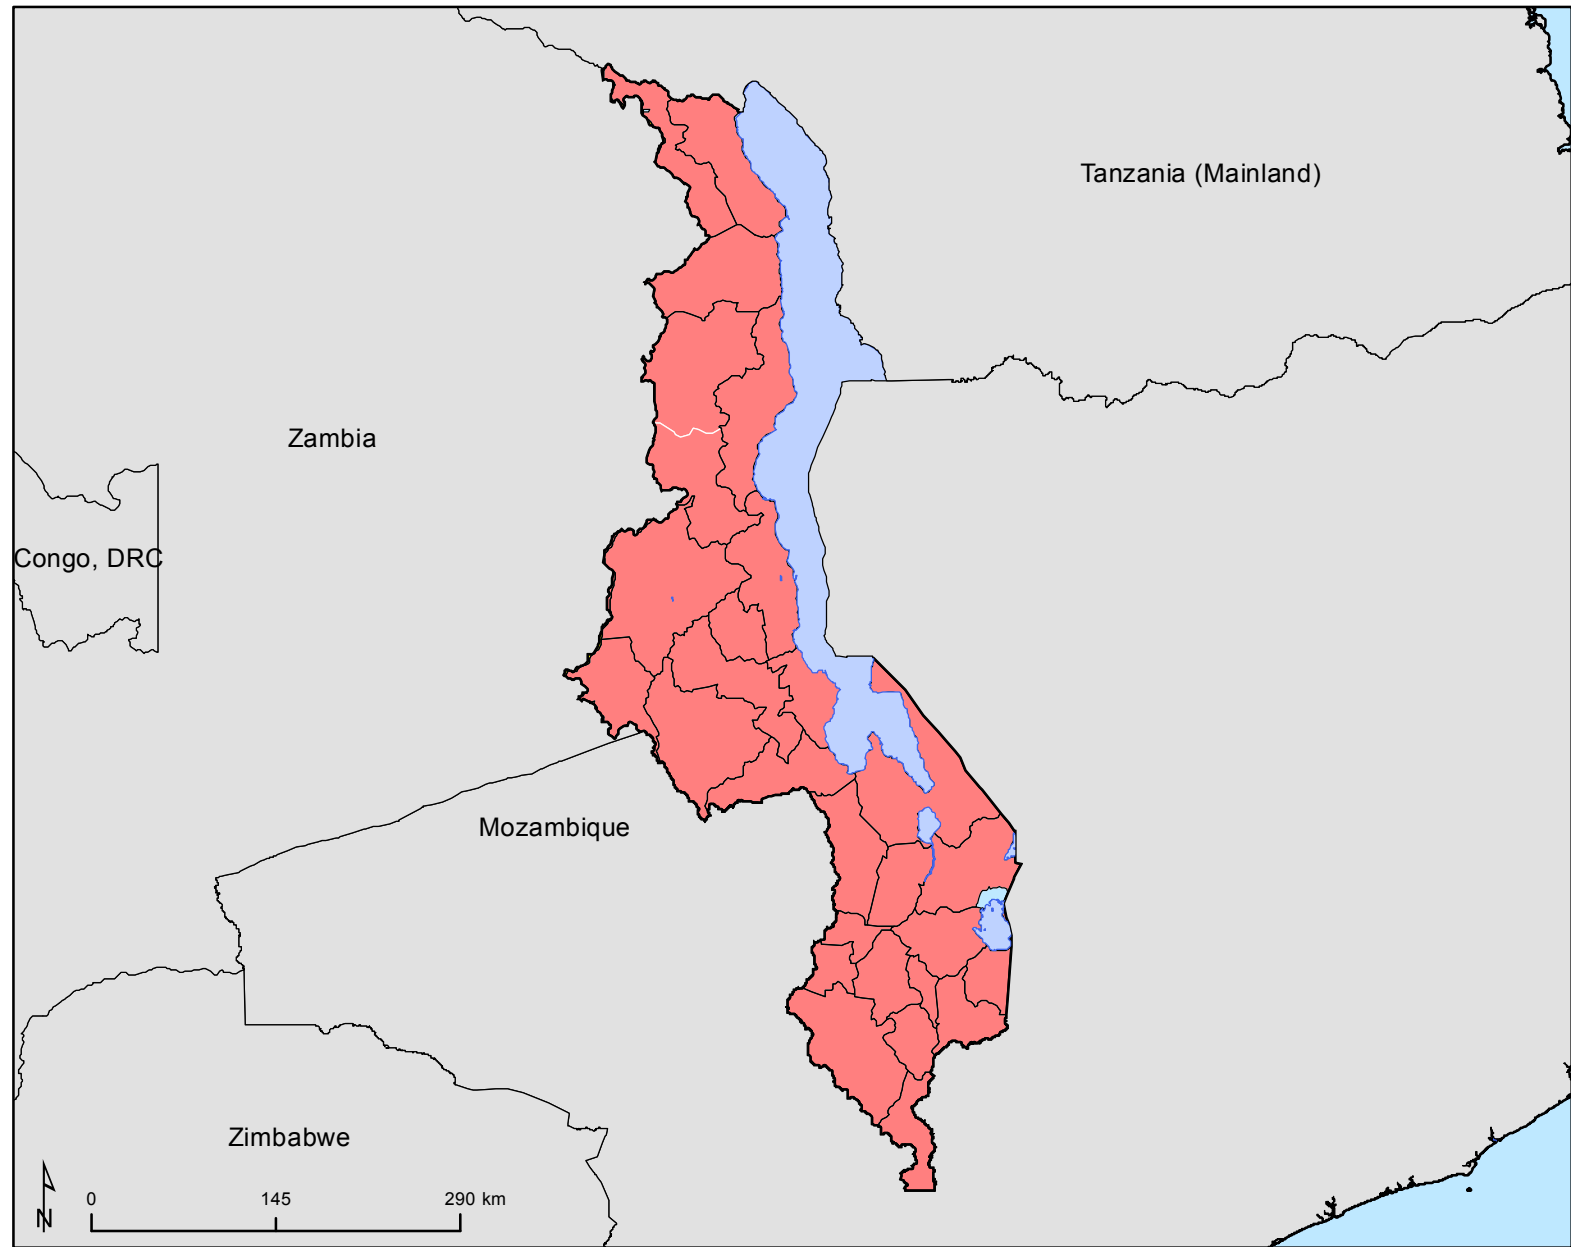 Tanzania (Mainland)
Zambia
Congo, DRC
Mozambique
Zimbabwe
N
0 145 290 km